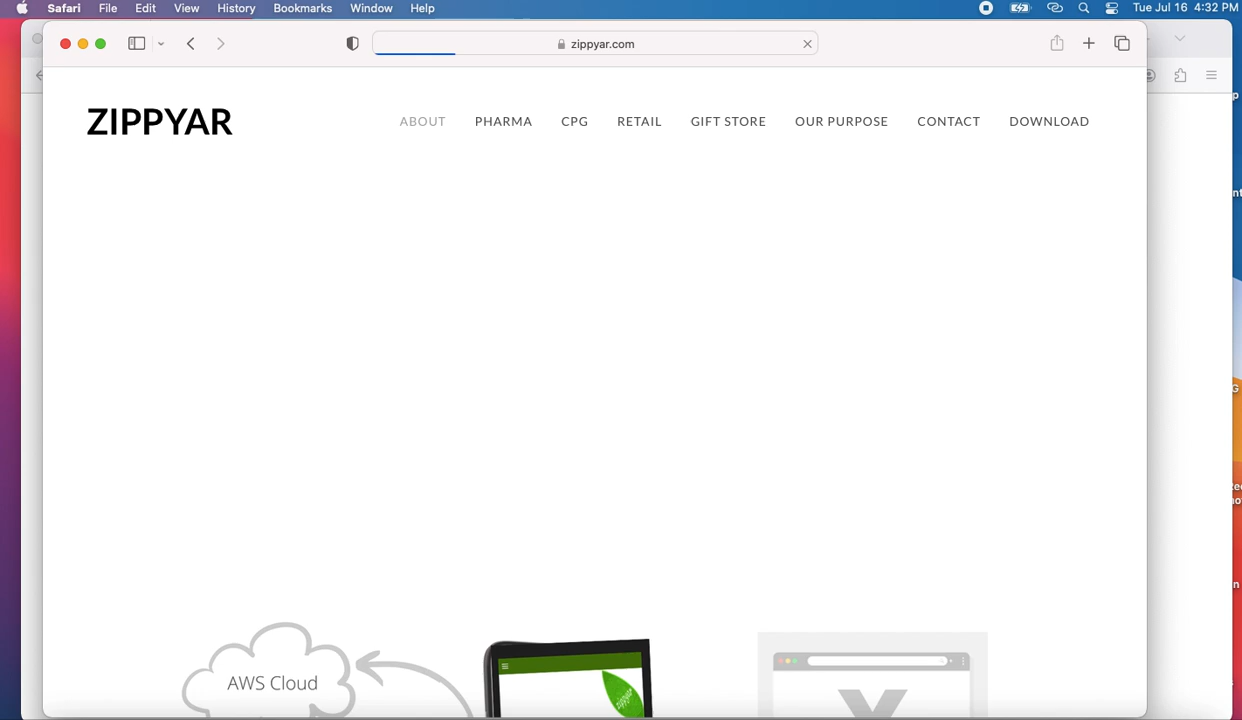 Safari File Edit View History Bookmarks Window Help Tue Jul 16 4:32 PM
zippyar.com
ZIPPYAR ABOUT PHARMA CPG RETAIL GIFT STORE OUR PURPOSE CONTACT DOWNLOAD
AWS Cloud
zippyar
X